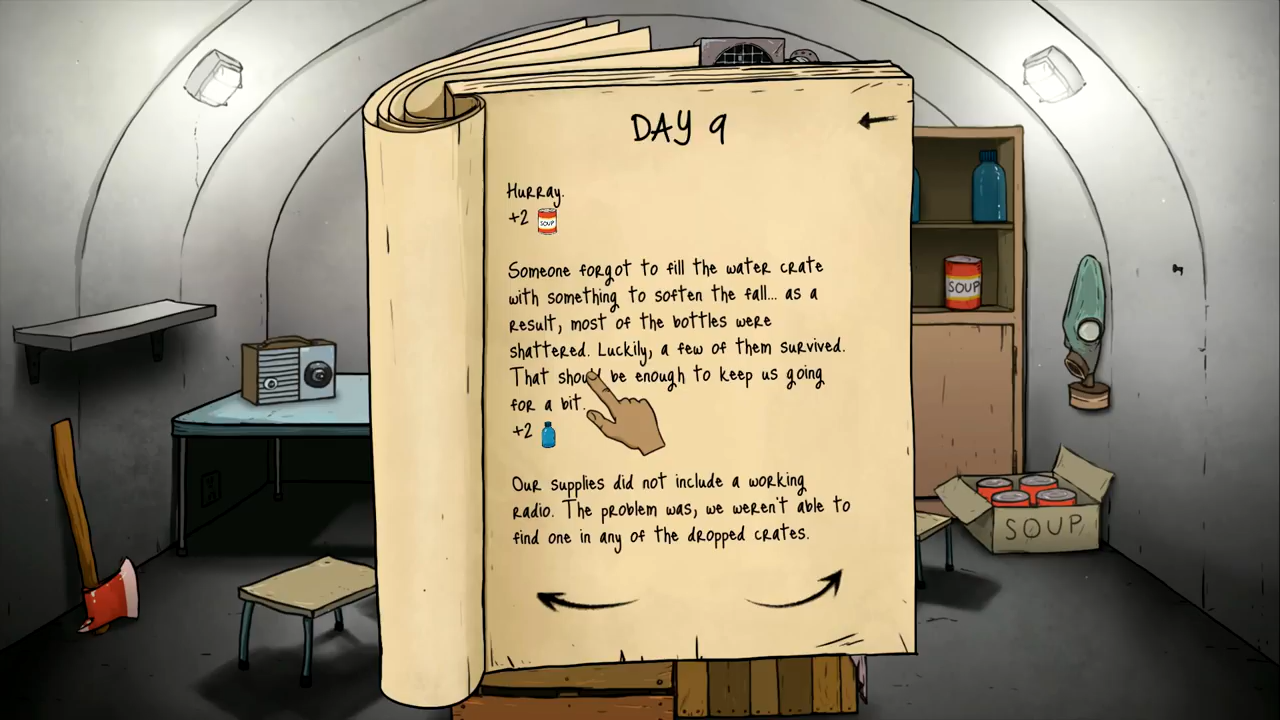 DAY 9
Hurray.
+2 SOUP
Someone forgot to fill the water crate
with something to soften the fall... as a
result, most of the bottles were
shattered. Luckily, a few of them survived.
That should be enough to keep us going
for a bit.
+2
Our supplies did not include a working
radio. The problem was, we weren't able to
find one in any of the dropped crates.
SOUP
SOUP